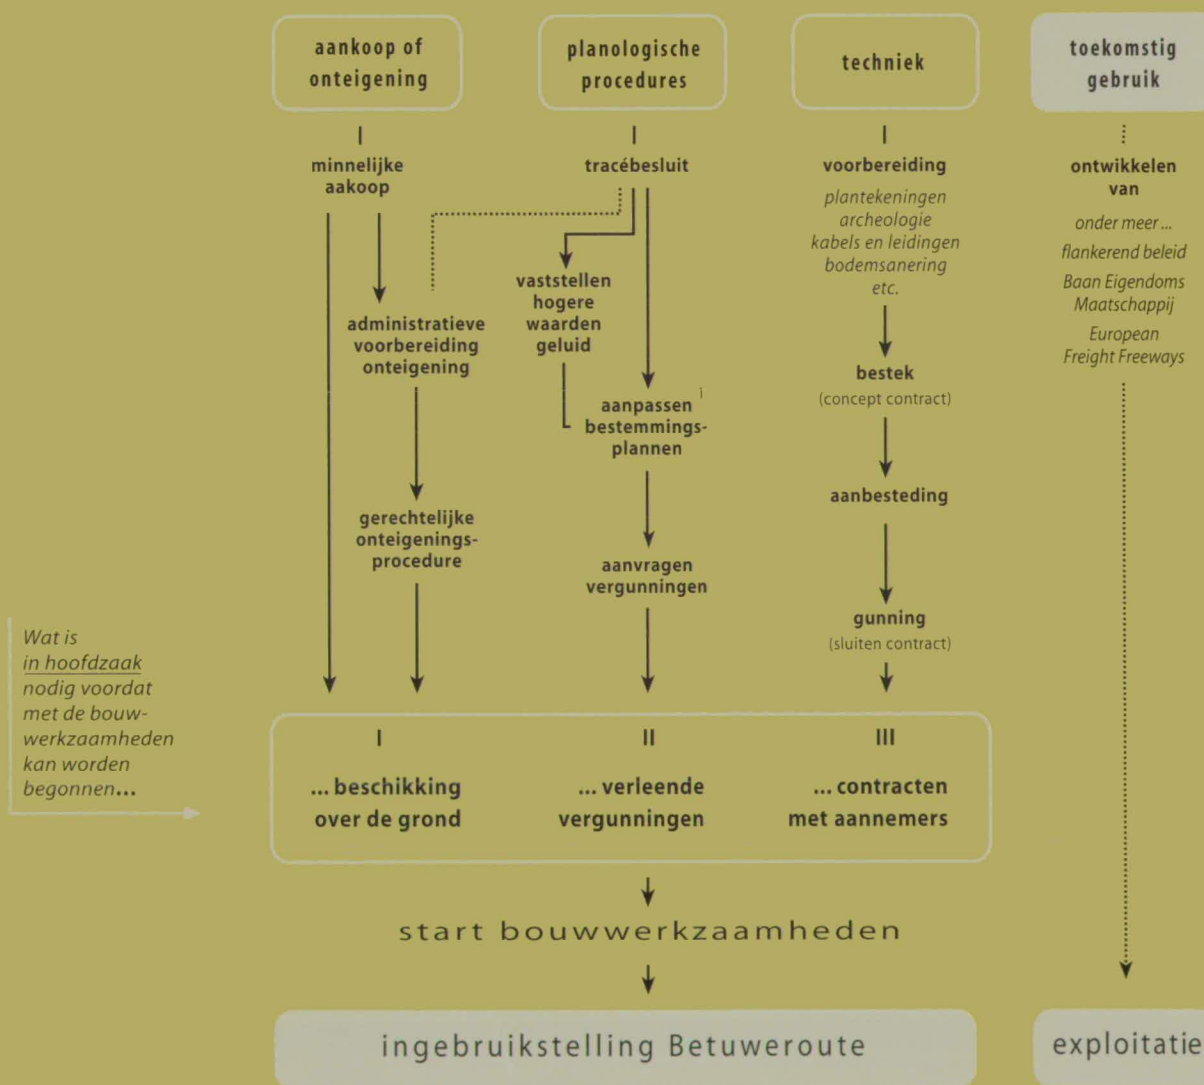 aankoop of
onteigening
I
minnelijke
aakoop
administratieve
voorbereiding
onteigening
gerechtelijke
onteigenings-
procedure
planologische
procedures
I
tracébesluit
vaststellen
hogere
waarden
geluid
aanpassen
bestemmings-
plannen
aanvragen
vergunningen
techniek
I
voorbereiding
plantekeningen
archeologie
kabels en leidingen
bodemsanering
etc.
bestek
(concept contract)
aanbesteding
gunning
(sluiten contract)
toekomstig
gebruik
ontwikkelen
van
onder meer ...
flankerend beleid
Baan Eigendoms
Maatschappij
European
Freight Freeways
Wat is
in hoofdzaak
nodig voordat
met de bouw-
werkzaamheden
kan worden
begonnen...
I
... beschikking
over de grond
II
... verleende
vergunningen
III
... contracten
met aannemers
start bouwwerkzaamheden
ingebruikstelling Betuweroute
exploitatie